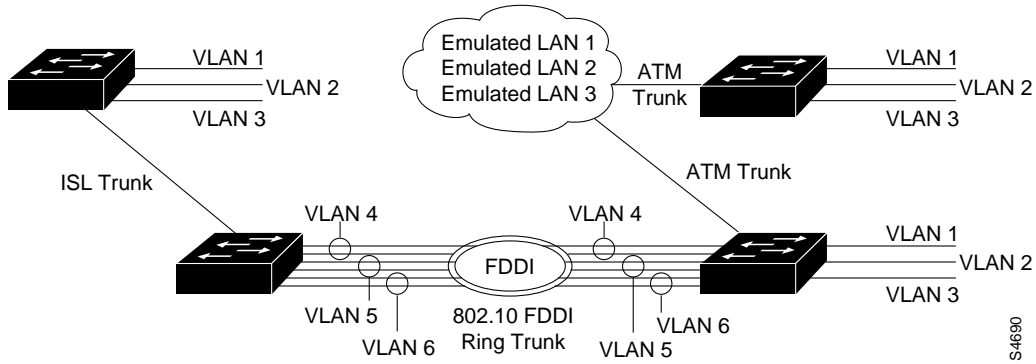 Emulated LAN 1
Emulated LAN 2
Emulated LAN 3
VLAN 1
VLAN 2
VLAN 3
ATM
Trunk
VLAN 1
VLAN 2
VLAN 3
ISL Trunk
ATM Trunk
VLAN 4
VLAN 4
FDDI
VLAN 1
VLAN 2
VLAN 3
VLAN 5
VLAN 6
802.10 FDDI
Ring Trunk
VLAN 5
VLAN 6
S4690